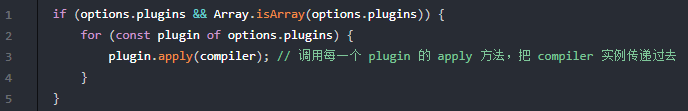 1 if (options.plugins && Array.isArray(options.plugins)) {
2     for (const plugin of options.plugins) {
3         plugin.apply(compiler); // 调用每一个 plugin 的 apply 方法，把 compiler 实例传递过去
4     }
5 }